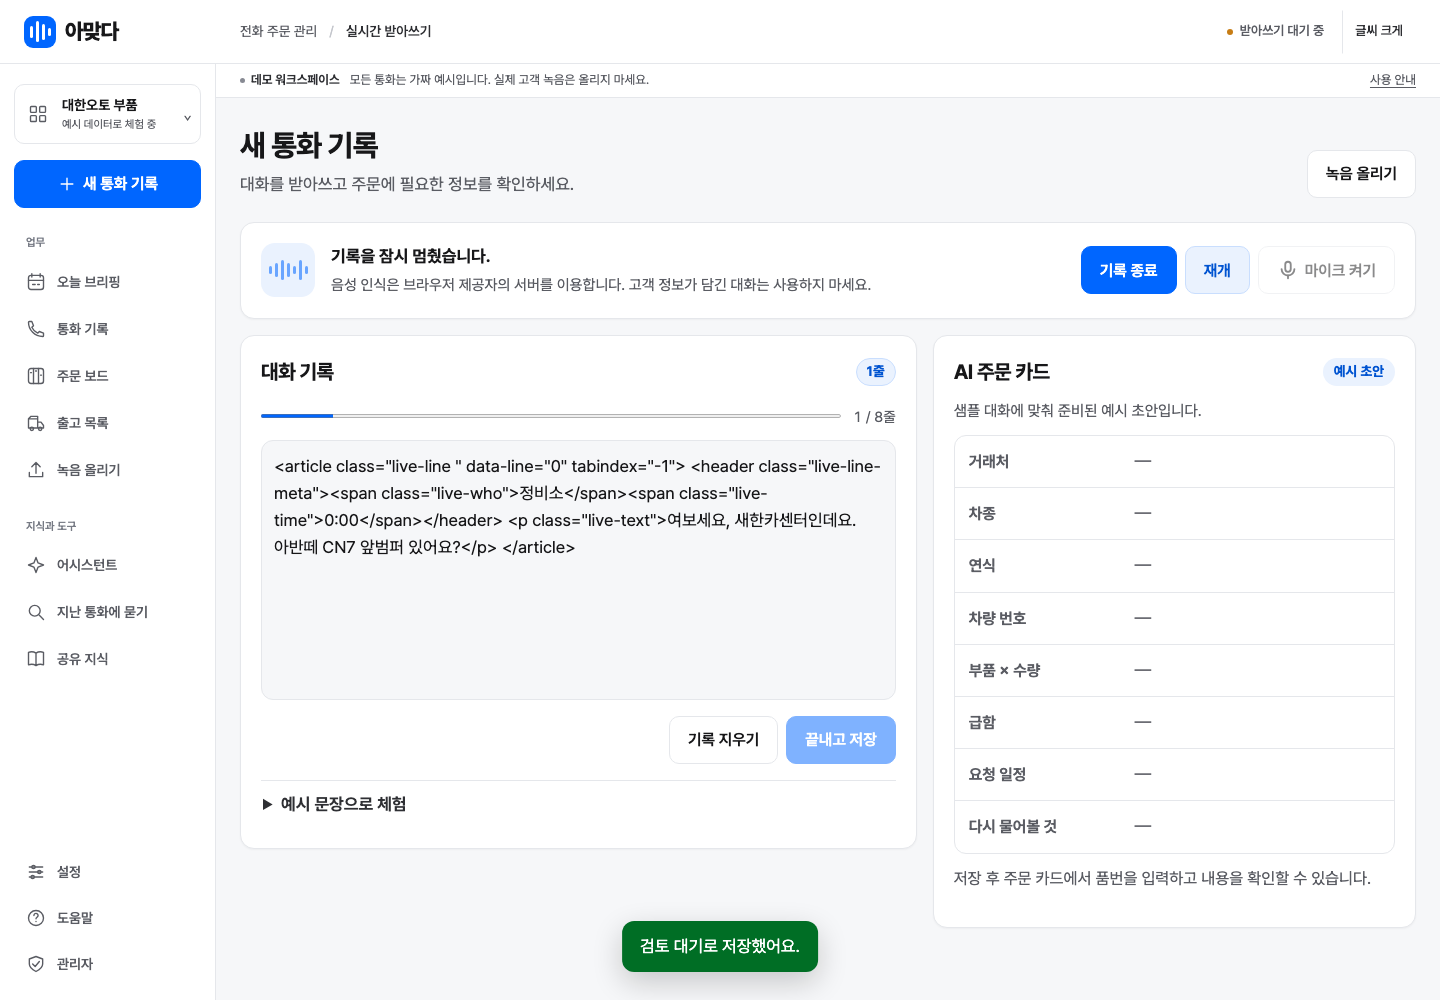 아맞다
전화 주문 관리 / 실시간 받아쓰기
받아쓰기 대기 중
글씨 크게
데모 워크스페이스 모든 통화는 가짜 예시입니다. 실제 고객 녹음은 올리지 마세요.
사용 안내
대한오토 부품
예시 데이터로 체험 중
+ 새 통화 기록
업무
오늘 브리핑
통화 기록
주문 보드
출고 목록
녹음 올리기
지식과 도구
어시스턴트
지난 통화에 묻기
공유 지식
설정
도움말
관리자
새 통화 기록
대화를 받아쓰고 주문에 필요한 정보를 확인하세요.
녹음 올리기
기록을 잠시 멈췄습니다.
음성 인식은 브라우저 제공자의 서버를 이용합니다. 고객 정보가 담긴 대화는 사용하지 마세요.
기록 종료
재개
마이크 켜기
대화 기록
1줄
1 / 8줄
<article class="live-line " data-line="0" tabindex="-1"> <header class="live-line-
meta"><span class="live-who">정비소</span><span class="live-
time">0:00</span></header> <p class="live-text">여보세요, 새한카센터인데요.
아반떼 CN7 앞범퍼 있어요?</p> </article>
기록 지우기
끝내고 저장
▶ 예시 문장으로 체험
AI 주문 카드
예시 초안
샘플 대화에 맞춰 준비된 예시 초안입니다.
거래처 —
차종 —
연식 —
차량 번호 —
부품 × 수량 —
급함 —
요청 일정 —
다시 물어볼 것 —
저장 후 주문 카드에서 품번을 입력하고 내용을 확인할 수 있습니다.
검토 대기로 저장했어요.